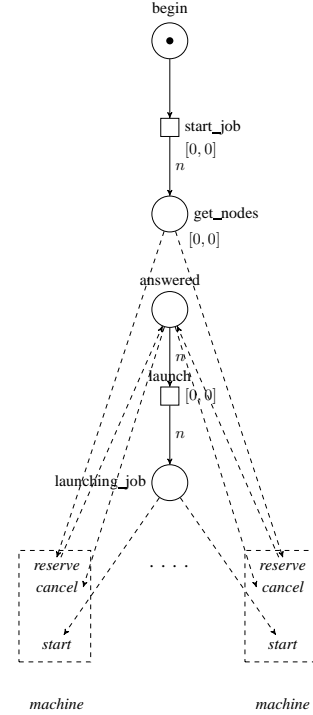 begin
start_job
[0, 0]
n
get_nodes
[0, 0]
answered
n
launch
[0, 0]
n
launching_job
reserve reserve
cancel . . . . cancel
start start
machine machine